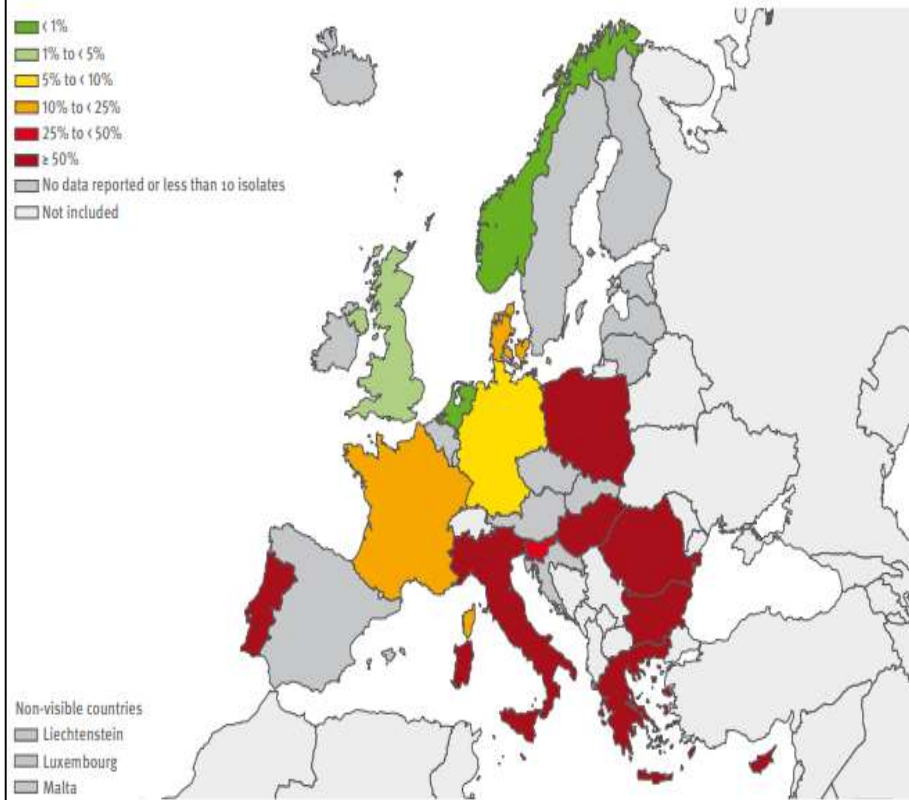 < 1%
1% to < 5%
5% to < 10%
10% to < 25%
25% to < 50%
≥ 50%
No data reported or less than 10 isolates
Not included
Non-visible countries
Liechtenstein
Luxembourg
Malta